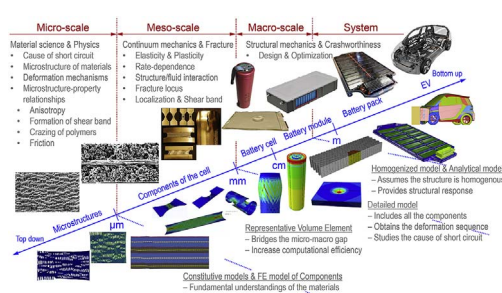 Micro-scale
Meso-scale
Macro-scale
System
Material science & Physics
• Cause of short circuit
• Microstructure of materials
• Deformation mechanisms
• Microstructure-property
relationships
• Anisotropy
• Formation of shear band
• Crazing of polymers
• Friction
Continuum mechanics & Fracture
• Elasticity & Plasticity
• Rate-dependence
• Structure/fluid interaction
• Fracture locus
• Localization & Shear band
Structural mechanics & Crashworthiness
• Design & Optimization
Bottom up
EV
Battery pack
m
Battery module
Battery cell
cm
mm
Components of the cell
μm
Microstructures
Top down
Homogenized model & Analytical mode
– Assumes the structure is homogenou
– Provides structural response
Detailed model
– Includes all the components
– Obtains the deformation sequence
– Studies the cause of short circuit
Representative Volume Element
– Bridges the micro-macro gap
– Increase computational efficiency
Constitutive models & FE model of Components
– Fundamental understandings of the materials